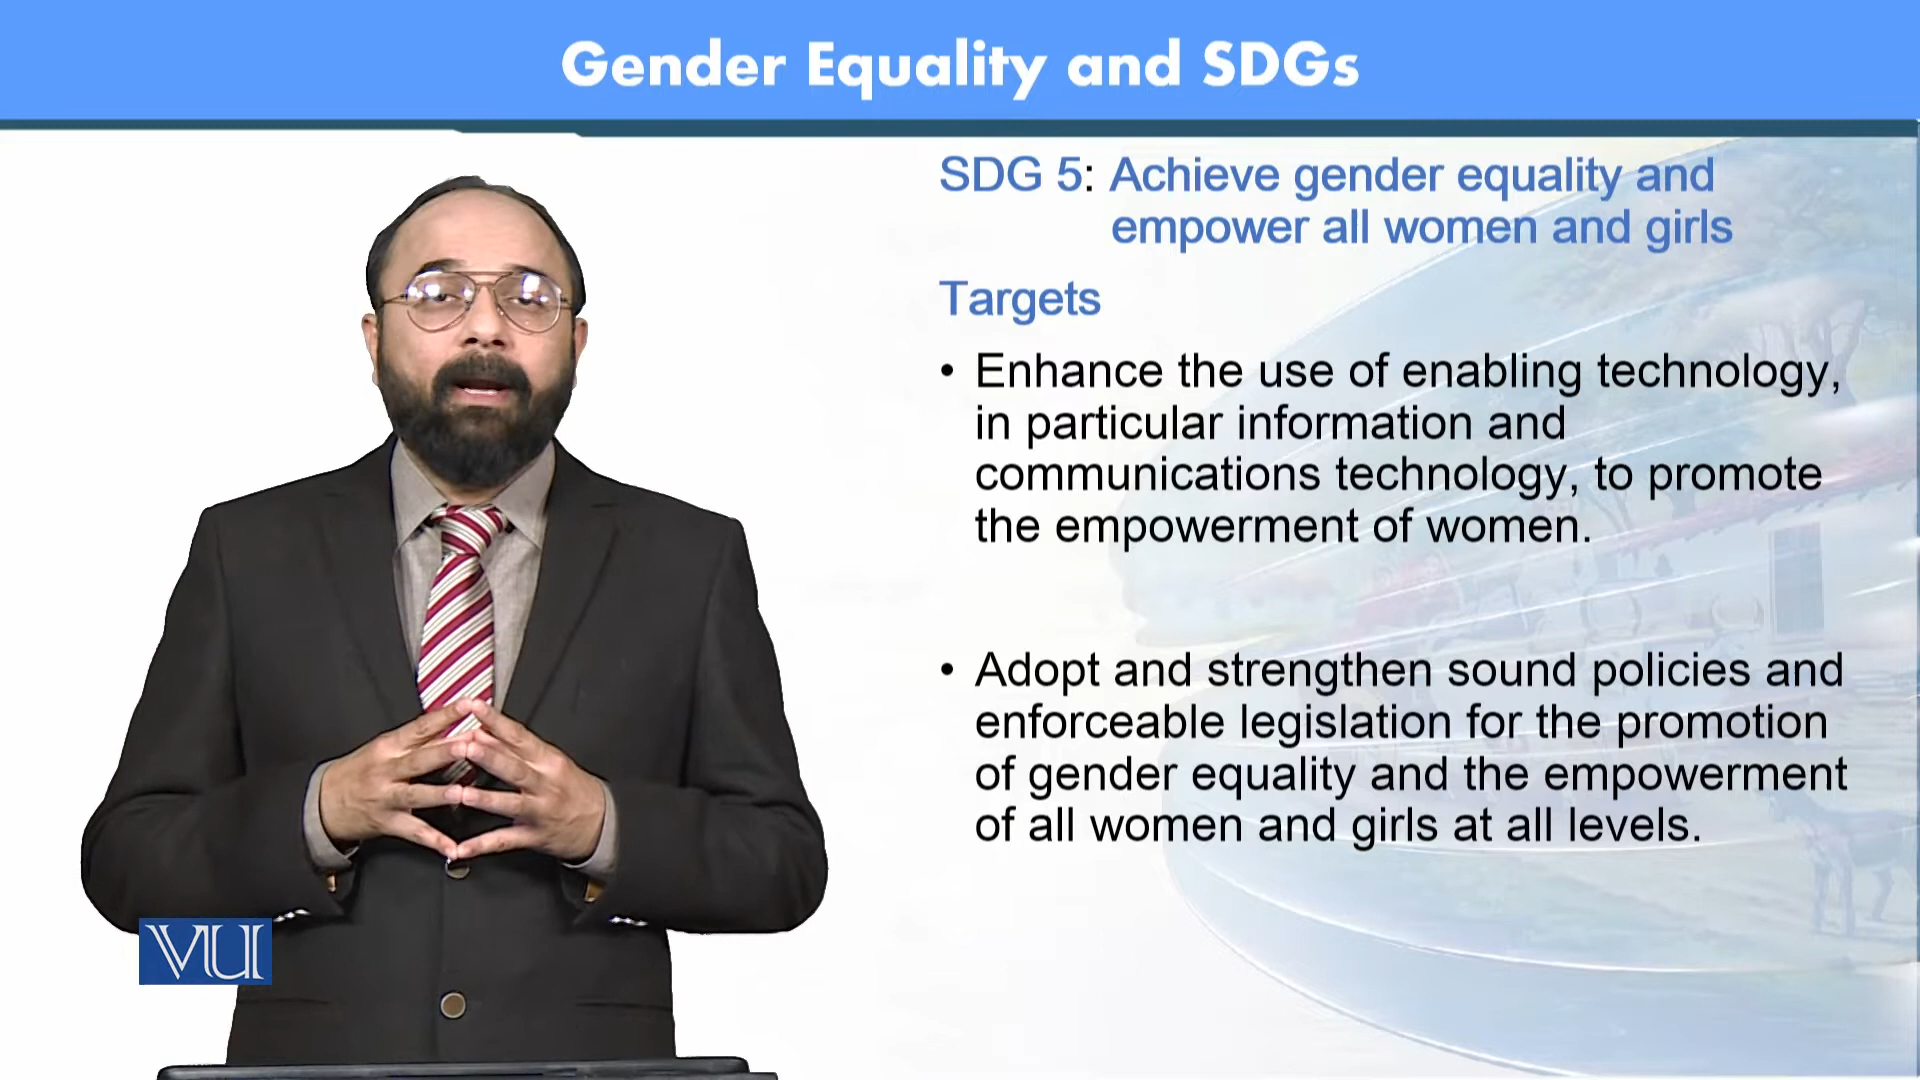 Gender Equality and SDGs
SDG 5: Achieve gender equality and
empower all women and girls
Targets
• Enhance the use of enabling technology,
in particular information and
communications technology, to promote
the empowerment of women.
• Adopt and strengthen sound policies and
enforceable legislation for the promotion
of gender equality and the empowerment
of all women and girls at all levels.
VU